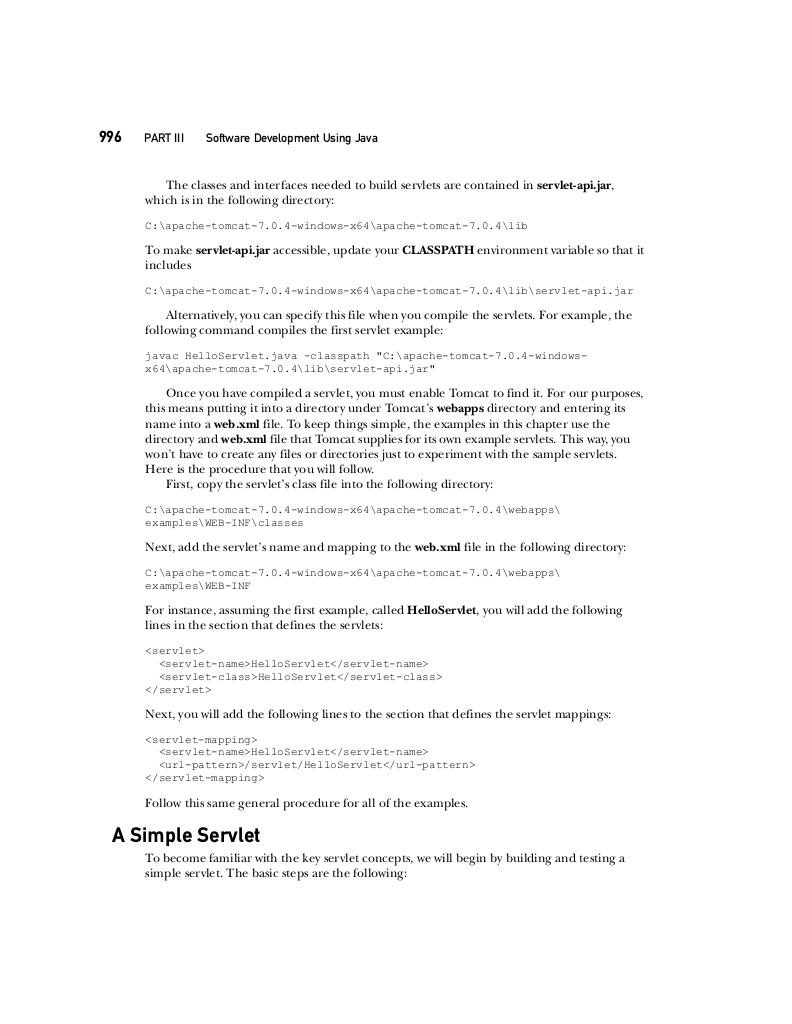 996 PART III Software Development Using Java
The classes and interfaces needed to build servlets are contained in servlet-api.jar,
which is in the following directory:
C:\apache-tomcat-7.0.4-windows-x64\apache-tomcat-7.0.4\lib
To make servlet-api.jar accessible, update your CLASSPATH environment variable so that it
includes
C:\apache-tomcat-7.0.4-windows-x64\apache-tomcat-7.0.4\lib\servlet-api.jar
Alternatively, you can specify this file when you compile the servlets. For example, the
following command compiles the first servlet example:
javac HelloServlet.java -classpath "C:\apache-tomcat-7.0.4-windows-
x64\apache-tomcat-7.0.4\lib\servlet-api.jar"
Once you have compiled a servlet, you must enable Tomcat to find it. For our purposes,
this means putting it into a directory under Tomcat’s webapps directory and entering its
name into a web.xml file. To keep things simple, the examples in this chapter use the
directory and web.xml file that Tomcat supplies for its own example servlets. This way, you
won’t have to create any files or directories just to experiment with the sample servlets.
Here is the procedure that you will follow.
First, copy the servlet’s class file into the following directory:
C:\apache-tomcat-7.0.4-windows-x64\apache-tomcat-7.0.4\webapps\
examples\WEB-INF\classes
Next, add the servlet’s name and mapping to the web.xml file in the following directory:
C:\apache-tomcat-7.0.4-windows-x64\apache-tomcat-7.0.4\webapps\
examples\WEB-INF
For instance, assuming the first example, called HelloServlet, you will add the following
lines in the section that defines the servlets:
<servlet>
  <servlet-name>HelloServlet</servlet-name>
  <servlet-class>HelloServlet</servlet-class>
</servlet>
Next, you will add the following lines to the section that defines the servlet mappings:
<servlet-mapping>
  <servlet-name>HelloServlet</servlet-name>
  <url-pattern>/servlet/HelloServlet</url-pattern>
</servlet-mapping>
Follow this same general procedure for all of the examples.
A Simple Servlet
To become familiar with the key servlet concepts, we will begin by building and testing a
simple servlet. The basic steps are the following: